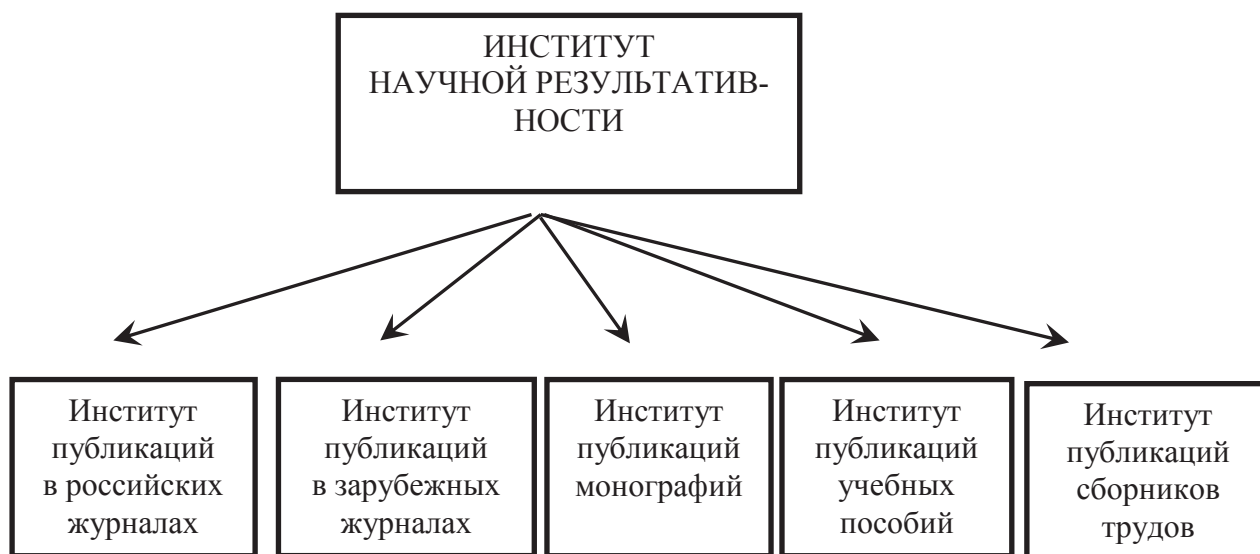 ИНСТИТУТ
НАУЧНОЙ РЕЗУЛЬТАТИВ-
НОСТИ
Институт
публикаций
в российских
журналах
Институт
публикаций
в зарубежных
журналах
Институт
публикаций
монографий
Институт
публикаций
учебных
пособий
Институт
публикаций
сборников
трудов